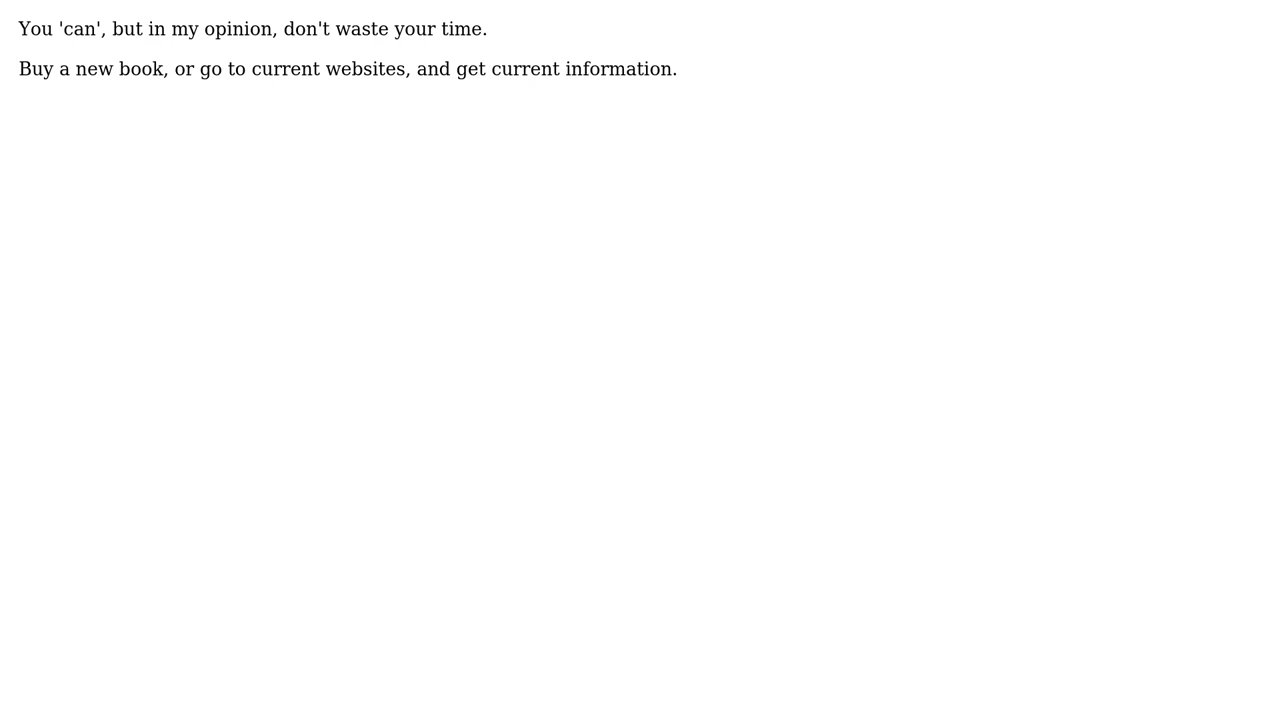 You 'can', but in my opinion, don't waste your time.
Buy a new book, or go to current websites, and get current information.